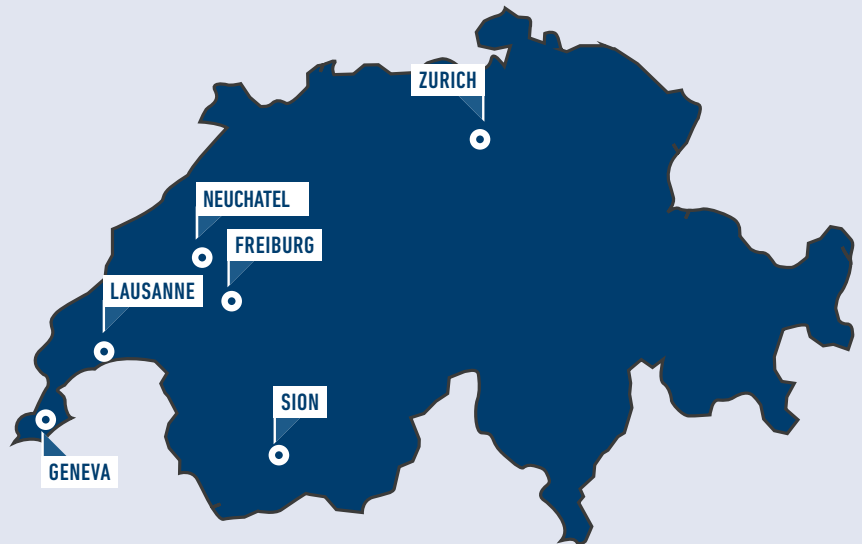 ZURICH
NEUCHATEL
FREIBURG
LAUSANNE
SION
GENEVA